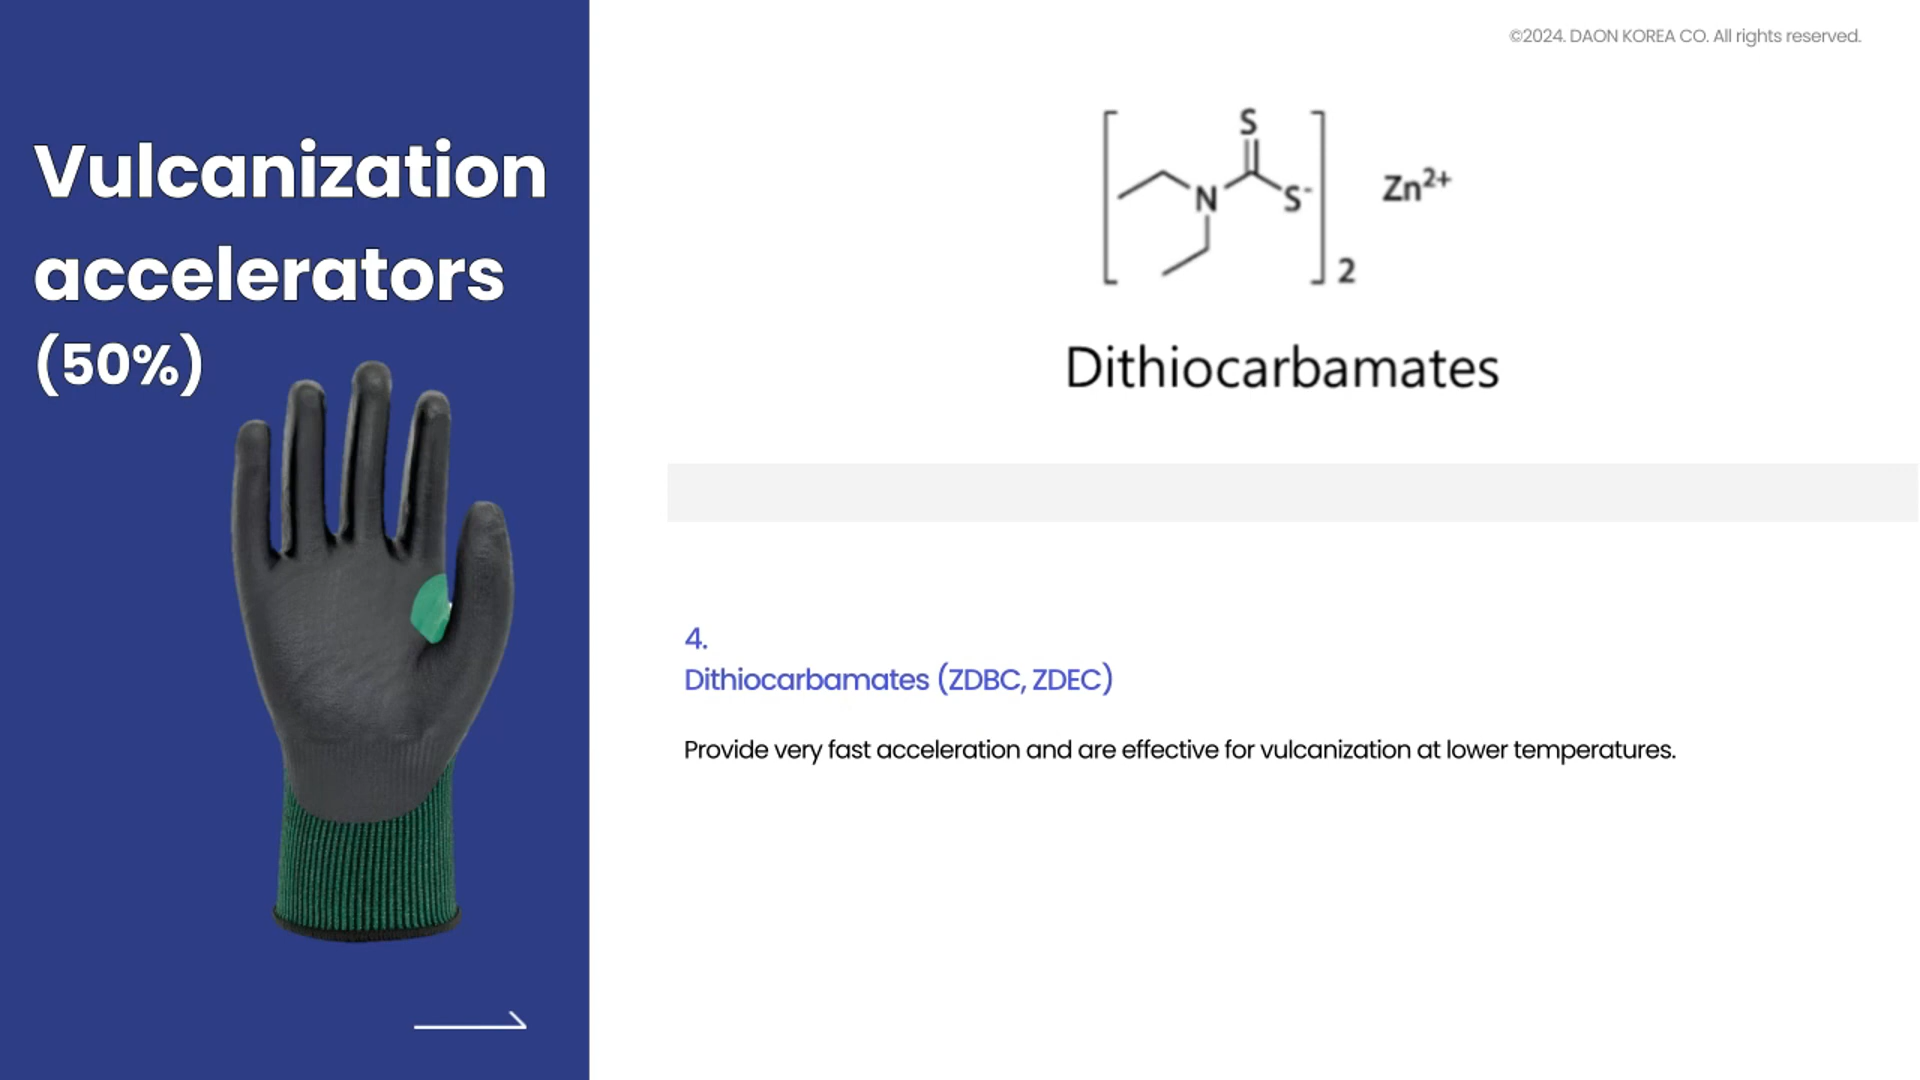 Vulcanization
accelerators
(50%)
©2024. DAON KOREA CO. All rights reserved.
S
N
S-
2
Zn²⁺
Dithiocarbamates
4.
Dithiocarbamates (ZDBC, ZDEC)
Provide very fast acceleration and are effective for vulcanization at lower temperatures.